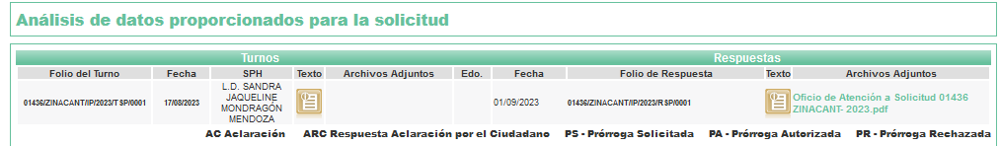 Análisis de datos proporcionados para la solicitud
Turnos Respuestas
Folio del Turno Fecha SPH Texto Archivos Adjuntos Edo. Fecha Folio de Respuesta Texto Archivos Adjuntos
01436/ZINACANT/IP/2023/TSP/0001 17/08/2023 L.D. SANDRA JAQUELINE MONDRAGÓN MENDOZA 01/09/2023 01436/ZINACANT/IP/2023/RSP/0001 Oficio de Atención a Solicitud 01436 ZINACANT- 2023.pdf
AC Aclaración ARC Respuesta Aclaración por el Ciudadano PS - Prórroga Solicitada PA - Prórroga Autorizada PR - Prórroga Rechazada